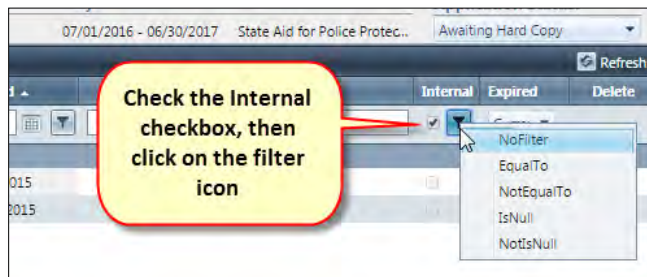 07/01/2016 - 06/30/2017 State Aid for Police Protec... Awaiting Hard Copy
Refresh
Internal Expired Delete
Check the Internal
checkbox, then
click on the filter
icon
NoFilter
EqualTo
NotEqualTo
IsNull
NotIsNull
015
2015